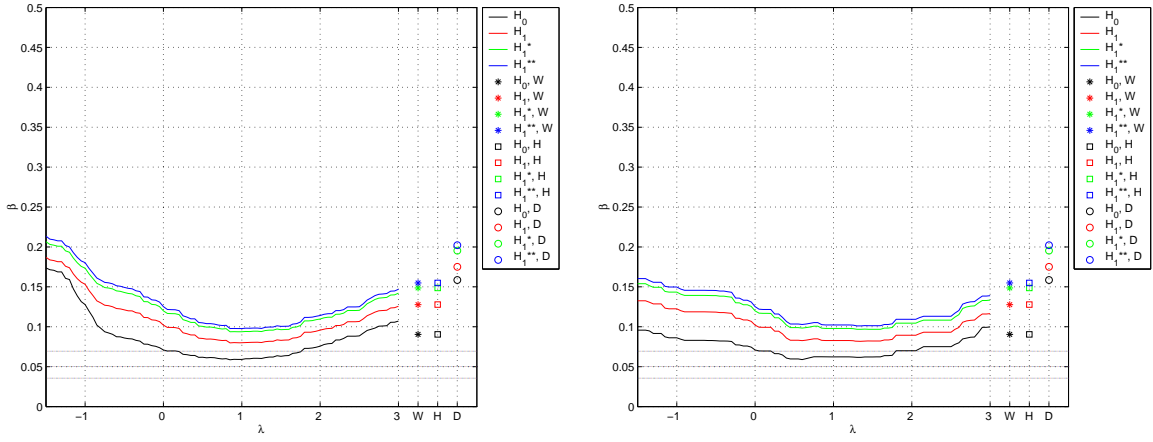 0.5
0.45
0.4
0.35
0.3
0.25
0.2
0.15
0.1
0.05
0
β
−1 0 1 2 3 W H D
λ
H0
H1
H1*
H1**
H0, W
H1, W
H1*, W
H1**, W
H0, H
H1, H
H1*, H
H1**, H
H0, D
H1, D
H1*, D
H1**, D
0.5
0.45
0.4
0.35
0.3
0.25
0.2
0.15
0.1
0.05
0
β
−1 0 1 2 3 W H D
λ
H0
H1
H1*
H1**
H0, W
H1, W
H1*, W
H1**, W
H0, H
H1, H
H1*, H
H1**, H
H0, D
H1, D
H1*, D
H1**, D